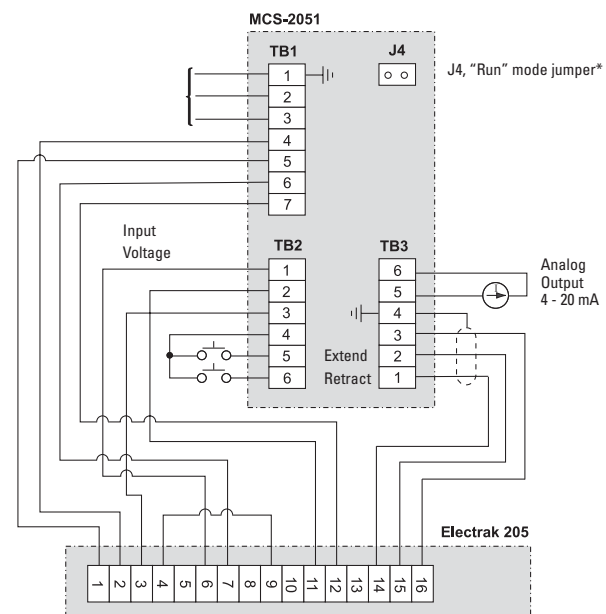 MCS-2051
TB1
J4
J4, “Run” mode jumper*
1
2
3
4
5
6
7
Input
Voltage
TB2
1
2
3
4
5
6
TB3
6
5
4
3
2
1
Extend
Retract
Analog
Output
4 - 20 mA
Electrak 205
1 2 3 4 5 6 7 8 9 10 11 12 13 14 15 16